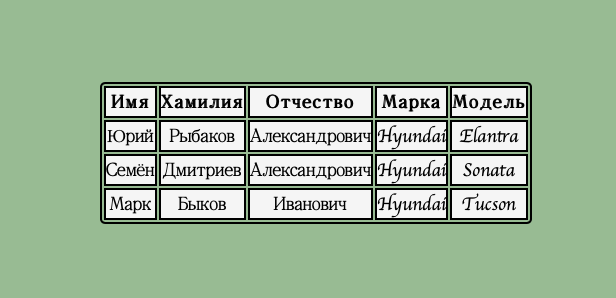 Имя Хамилия Отчество Марка Модель
Юрий Рыбаков Александрович Hyundai Elantra
Семён Дмитриев Александрович Hyundai Sonata
Марк Быков Иванович Hyundai Tucson